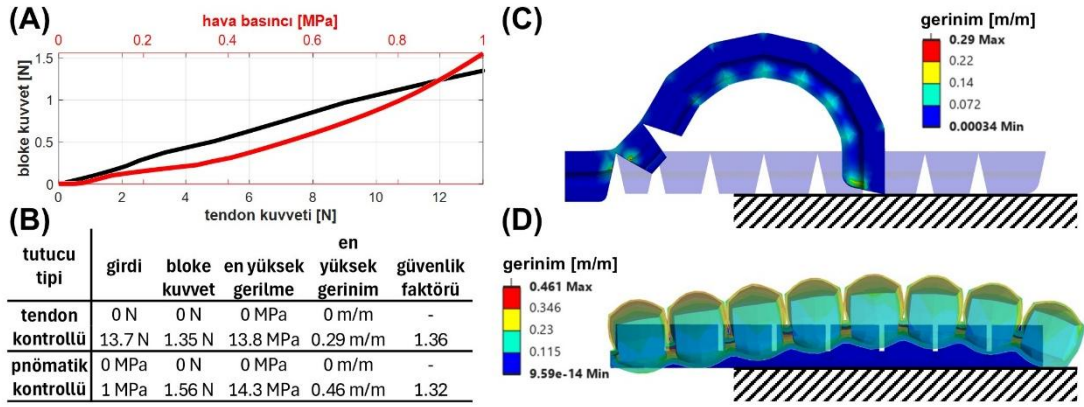 (A)
hava basıncı [MPa]
0 0.2 0.4 0.6 0.8 1
1.5
1
0.5
0
bloke kuvvet [N]
0 2 4 6 8 10 12
tendon kuvveti [N]
(B)
tutucu tipi girdi bloke kuvvet en yüksek gerilme en yüksek gerinim güvenlik faktörü
tendon 0 N 0 N 0 MPa 0 m/m -
kontrollü 13.7 N 1.35 N 13.8 MPa 0.29 m/m 1.36
pnömatik 0 MPa 0 N 0 MPa 0 m/m -
kontrollü 1 MPa 1.56 N 14.3 MPa 0.46 m/m 1.32
(C)
gerinim [m/m]
0.29 Max
0.22
0.14
0.072
0.00034 Min
(D)
gerinim [m/m]
0.461 Max
0.346
0.23
0.115
9.59e-14 Min